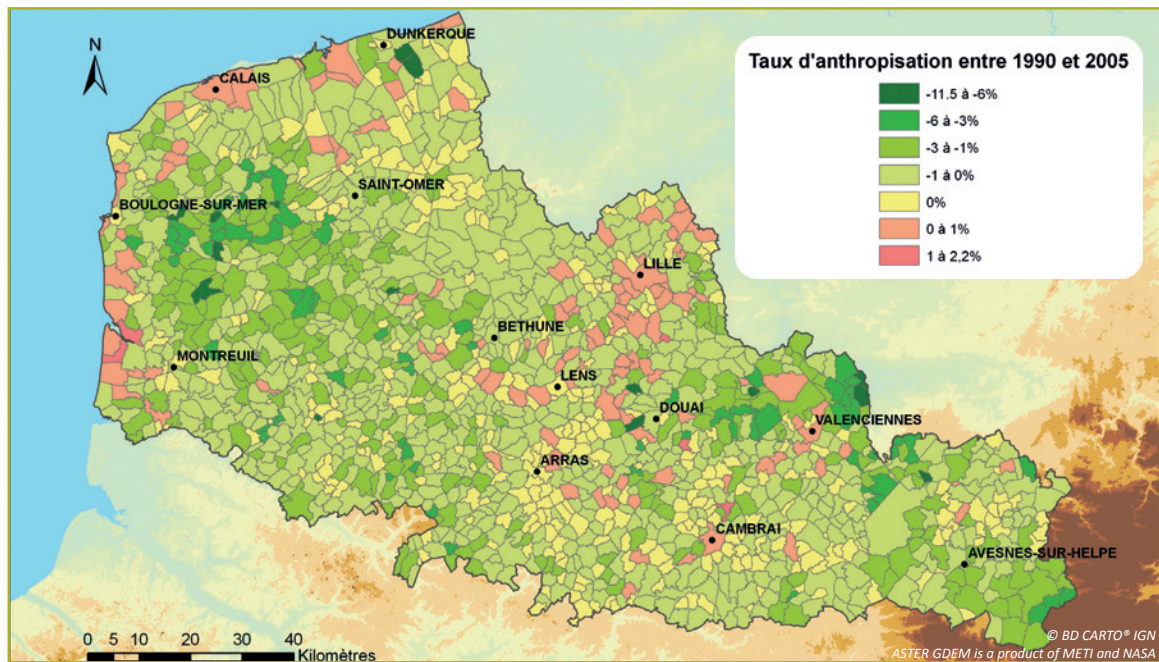 N
DUNKERQUE
CALAIS
SAINT-OMER
BOULOGNE-SUR-MER
LILLE
BETHUNE
MONTREUIL
LENS
DOUAI
VALENCIENNES
ARRAS
CAMBRAI
AVESNES-SUR-HELPE
Taux d'anthropisation entre 1990 et 2005
-11.5 à -6%
-6 à -3%
-3 à -1%
-1 à 0%
0%
0 à 1%
1 à 2,2%
0 5 10 20 30 40
Kilomètres
© BD CARTO® IGN
ASTER GDEM is a product of METI and NASA